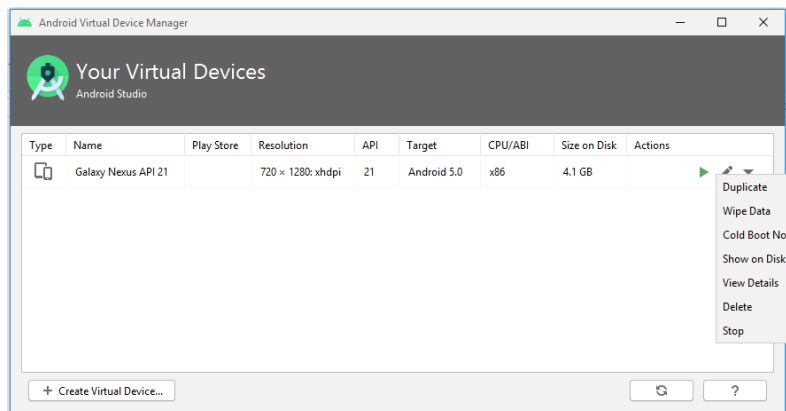 Android Virtual Device Manager
Your Virtual Devices
Android Studio
Type Name Play Store Resolution API Target CPU/ABI Size on Disk Actions
Galaxy Nexus API 21 720 × 1280: xhdpi 21 Android 5.0 x86 4.1 GB
Duplicate
Wipe Data
Cold Boot No
Show on Disk
View Details
Delete
Stop
+ Create Virtual Device... ?